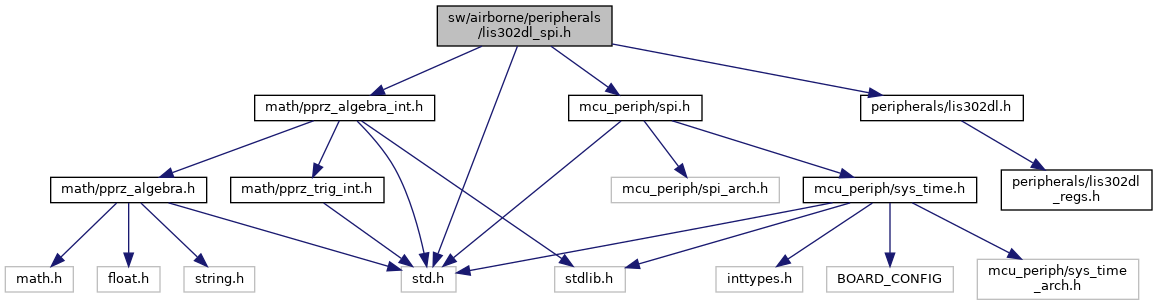 sw/airborne/peripherals
/lis302dl_spi.h
math/pprz_algebra_int.h
mcu_periph/spi.h
peripherals/lis302dl.h
math/pprz_algebra.h
math/pprz_trig_int.h
mcu_periph/spi_arch.h
mcu_periph/sys_time.h
peripherals/lis302dl
_regs.h
math.h
float.h
string.h
std.h
stdlib.h
inttypes.h
BOARD_CONFIG
mcu_periph/sys_time
_arch.h